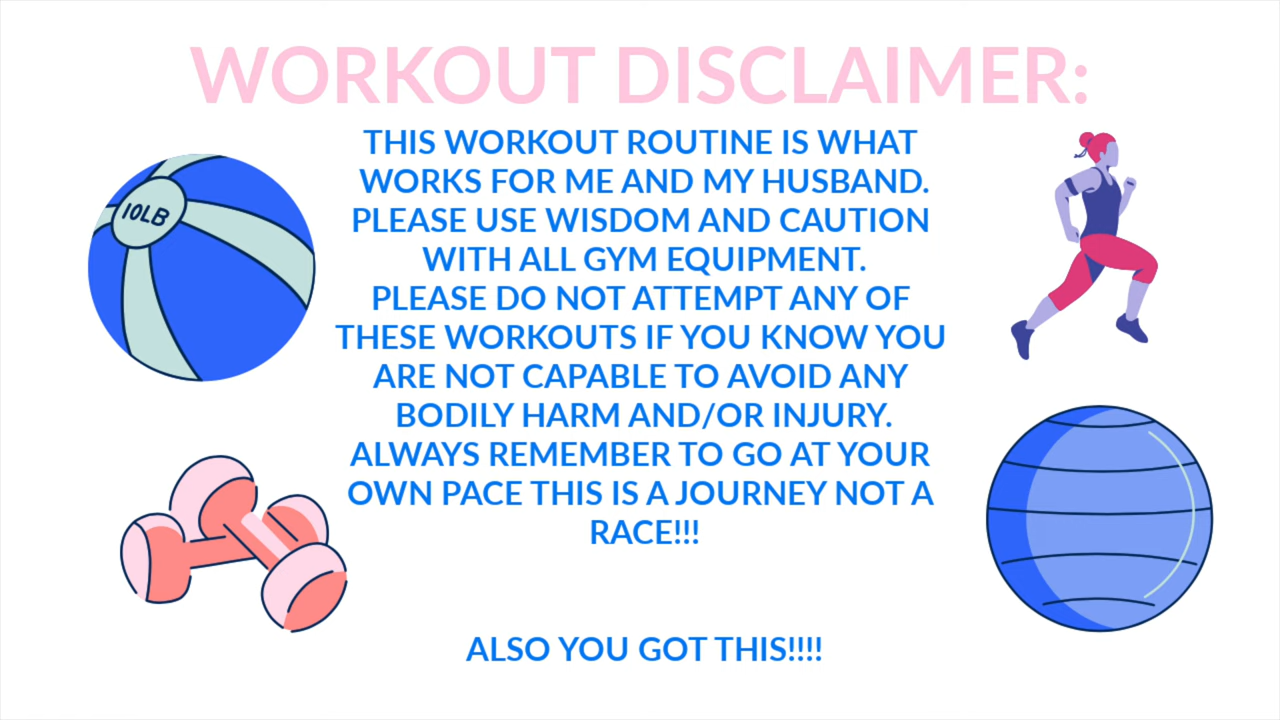 WORKOUT DISCLAIMER:
THIS WORKOUT ROUTINE IS WHAT
WORKS FOR ME AND MY HUSBAND.
PLEASE USE WISDOM AND CAUTION
WITH ALL GYM EQUIPMENT.
PLEASE DO NOT ATTEMPT ANY OF
THESE WORKOUTS IF YOU KNOW YOU
ARE NOT CAPABLE TO AVOID ANY
BODILY HARM AND/OR INJURY.
ALWAYS REMEMBER TO GO AT YOUR
OWN PACE THIS IS A JOURNEY NOT A
RACE!!!
ALSO YOU GOT THIS!!!!
10LB